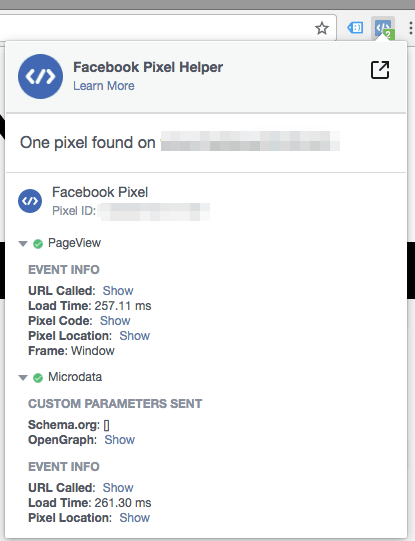 2
</>
Facebook Pixel Helper
Learn More
One pixel found on
</>
Facebook Pixel
Pixel ID:
PageView
EVENT INFO
URL Called: Show
Load Time: 257.11 ms
Pixel Code: Show
Pixel Location: Show
Frame: Window
Microdata
CUSTOM PARAMETERS SENT
Schema.org: []
OpenGraph: Show
EVENT INFO
URL Called: Show
Load Time: 261.30 ms
Pixel Location: Show